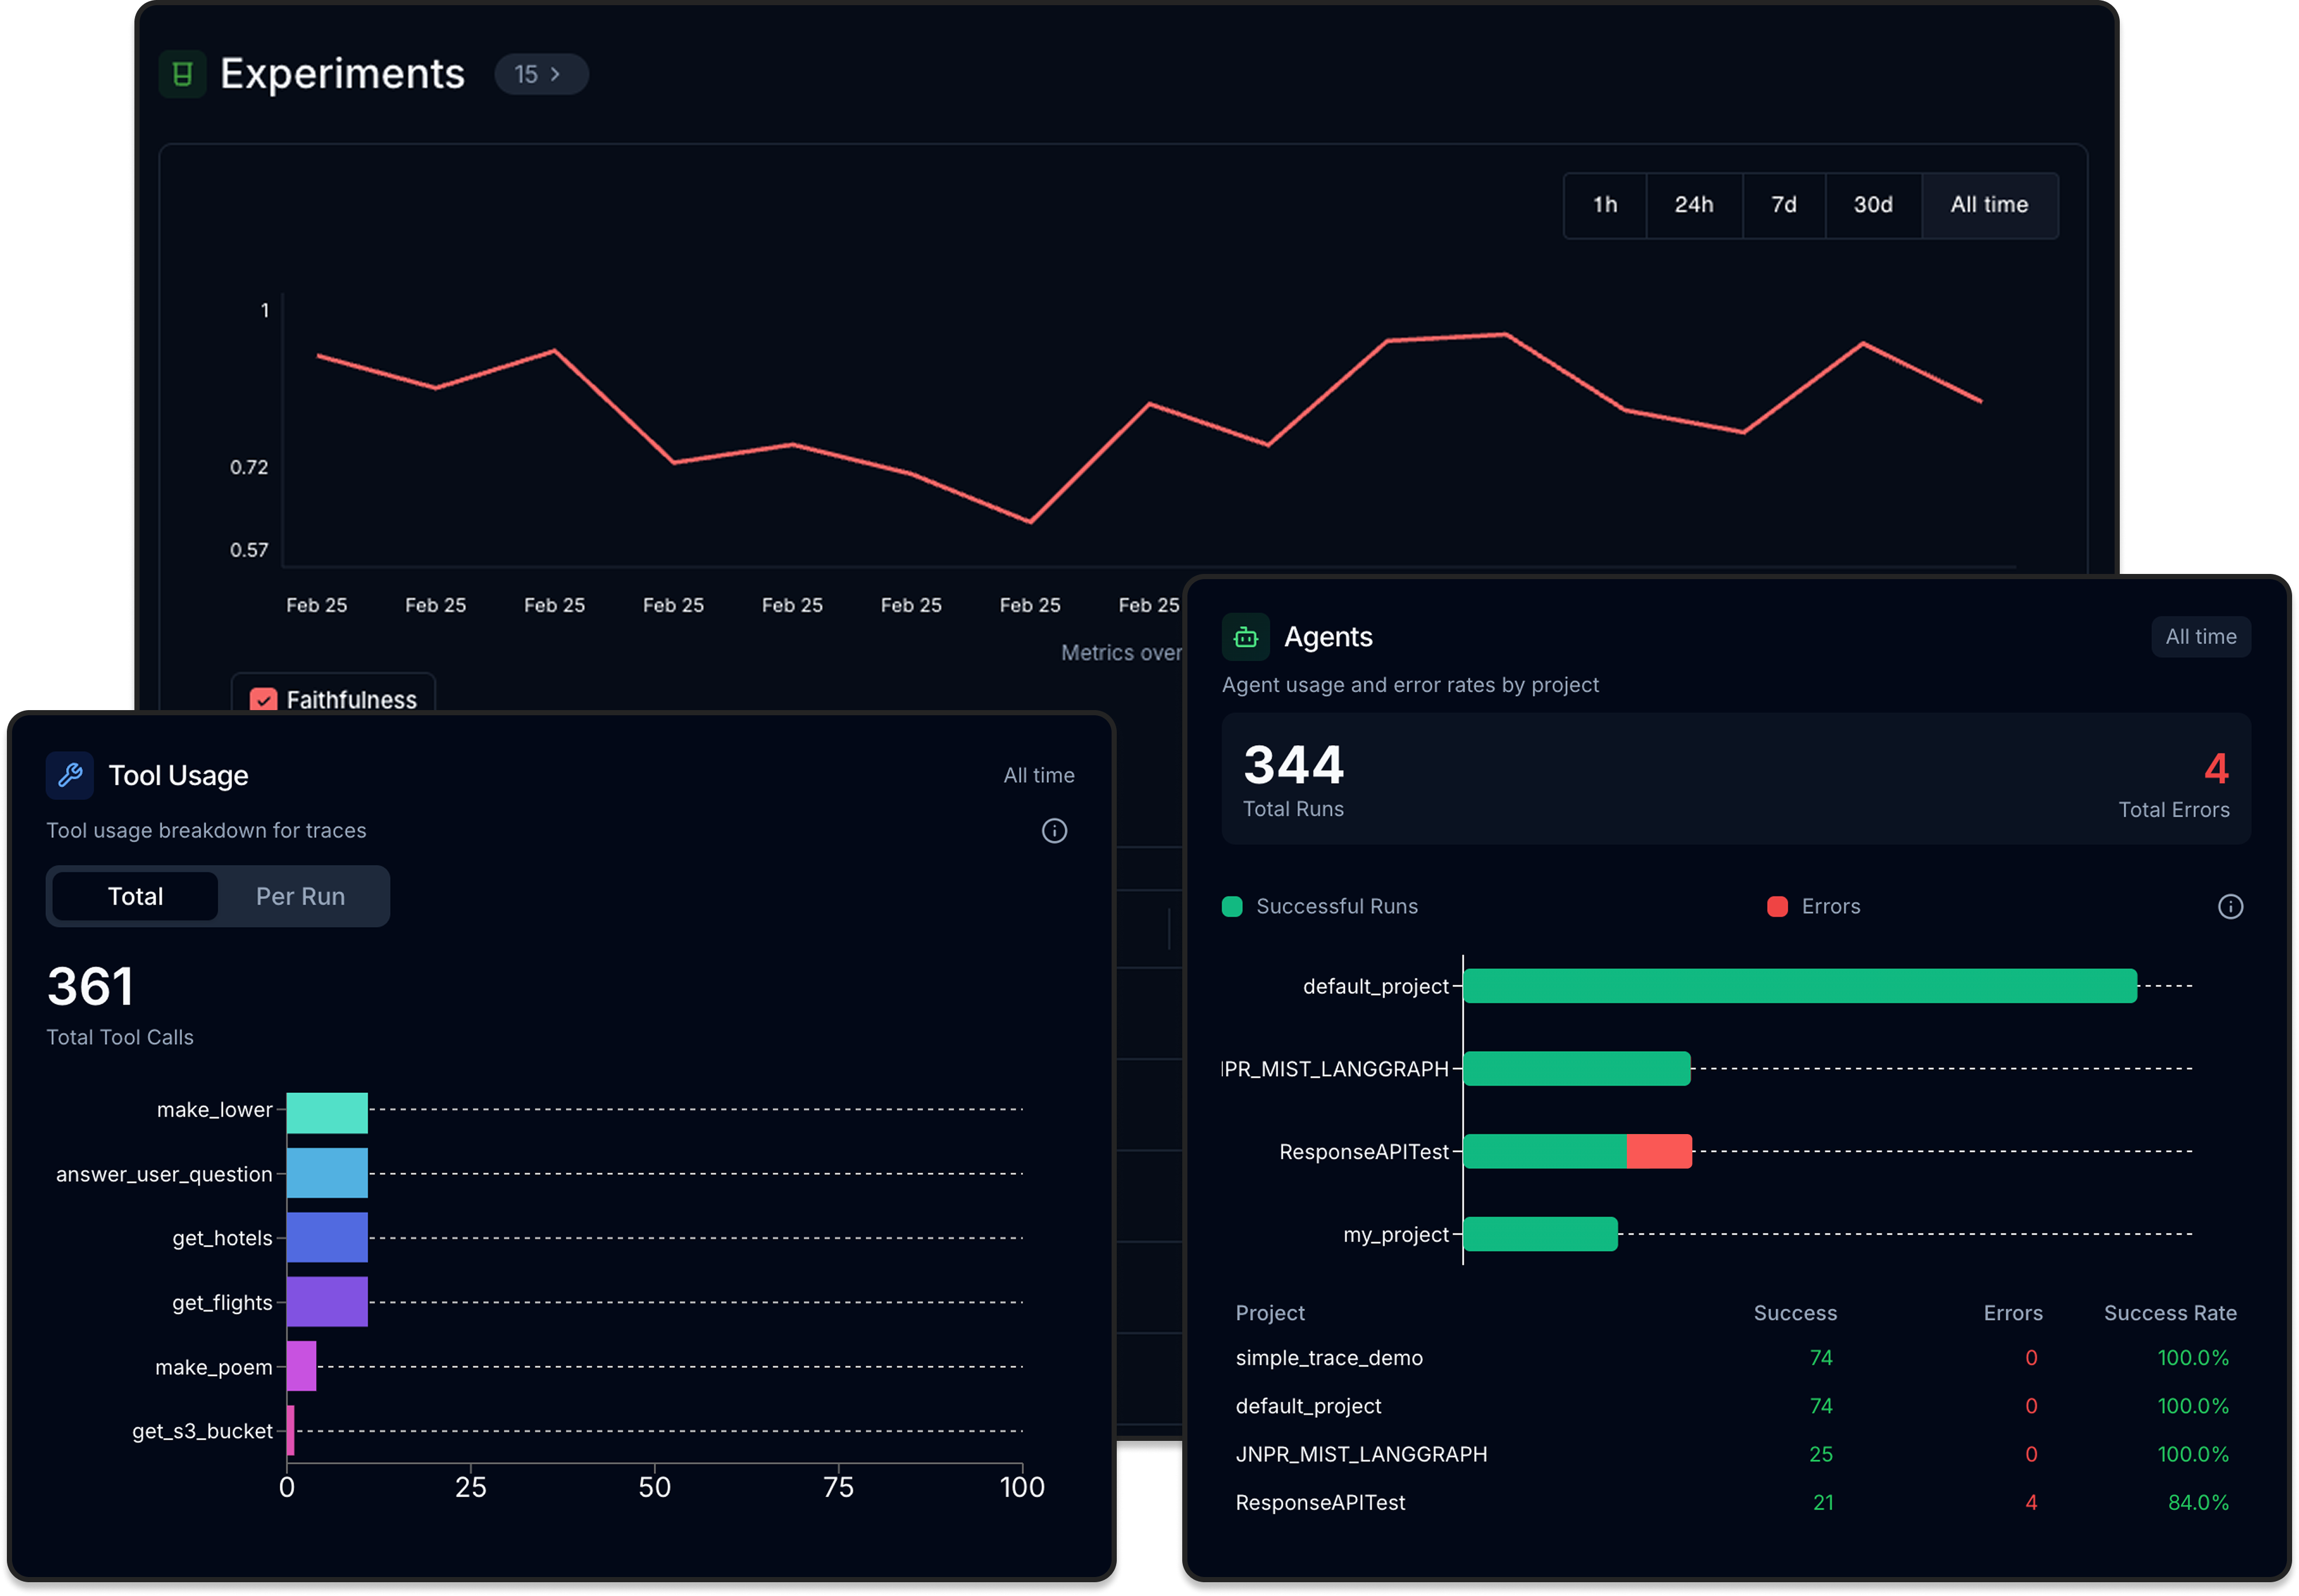 Experiments 15
1h 24h 7d 30d All time
1
0.72
0.57
Feb 25 Feb 25 Feb 25 Feb 25 Feb 25 Feb 25 Feb 25 Feb 25
Metrics over
Faithfulness
Tool Usage All time
Tool usage breakdown for traces
Total Per Run
361
Total Tool Calls
make_lower
answer_user_question
get_hotels
get_flights
make_poem
get_s3_bucket
0 25 50 75 100
Agents All time
Agent usage and error rates by project
344 4
Total Runs Total Errors
Successful Runs Errors
default_project
PR_MIST_LANGGRAPH
ResponseAPITest
my_project
Project Success Errors Success Rate
simple_trace_demo 74 0 100.0%
default_project 74 0 100.0%
JNPR_MIST_LANGGRAPH 25 0 100.0%
ResponseAPITest 21 4 84.0%